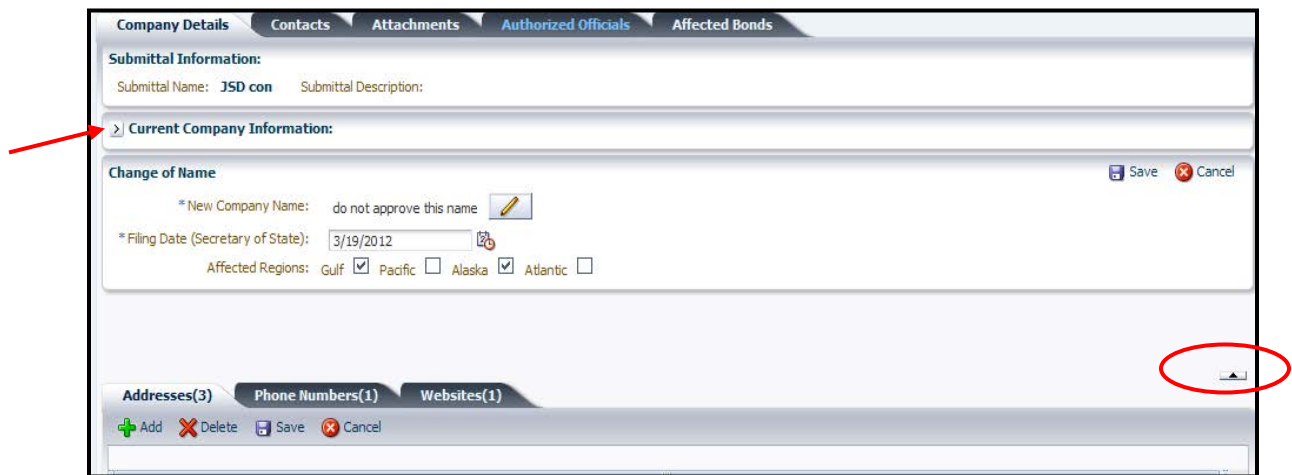 Company Details Contacts Attachments Authorized Officials Affected Bonds
Submittal Information:
Submittal Name: JSD con Submittal Description:
Current Company Information:
Change of Name Save Cancel
* New Company Name: do not approve this name
* Filing Date (Secretary of State): 3/19/2012
Affected Regions: Gulf Pacific Alaska Atlantic
Addresses(3) Phone Numbers(1) Websites(1)
Add Delete Save Cancel